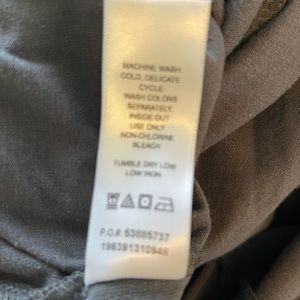 MACHINE WASH
COLD, DELICATE
CYCLE
WASH COLORS
SEPARATELY,
INSIDE OUT
USE ONLY
NON-CHLORINE
BLEACH
TUMBLE DRY LOW
LOW IRON
P.O.#: 53885737
196391310948